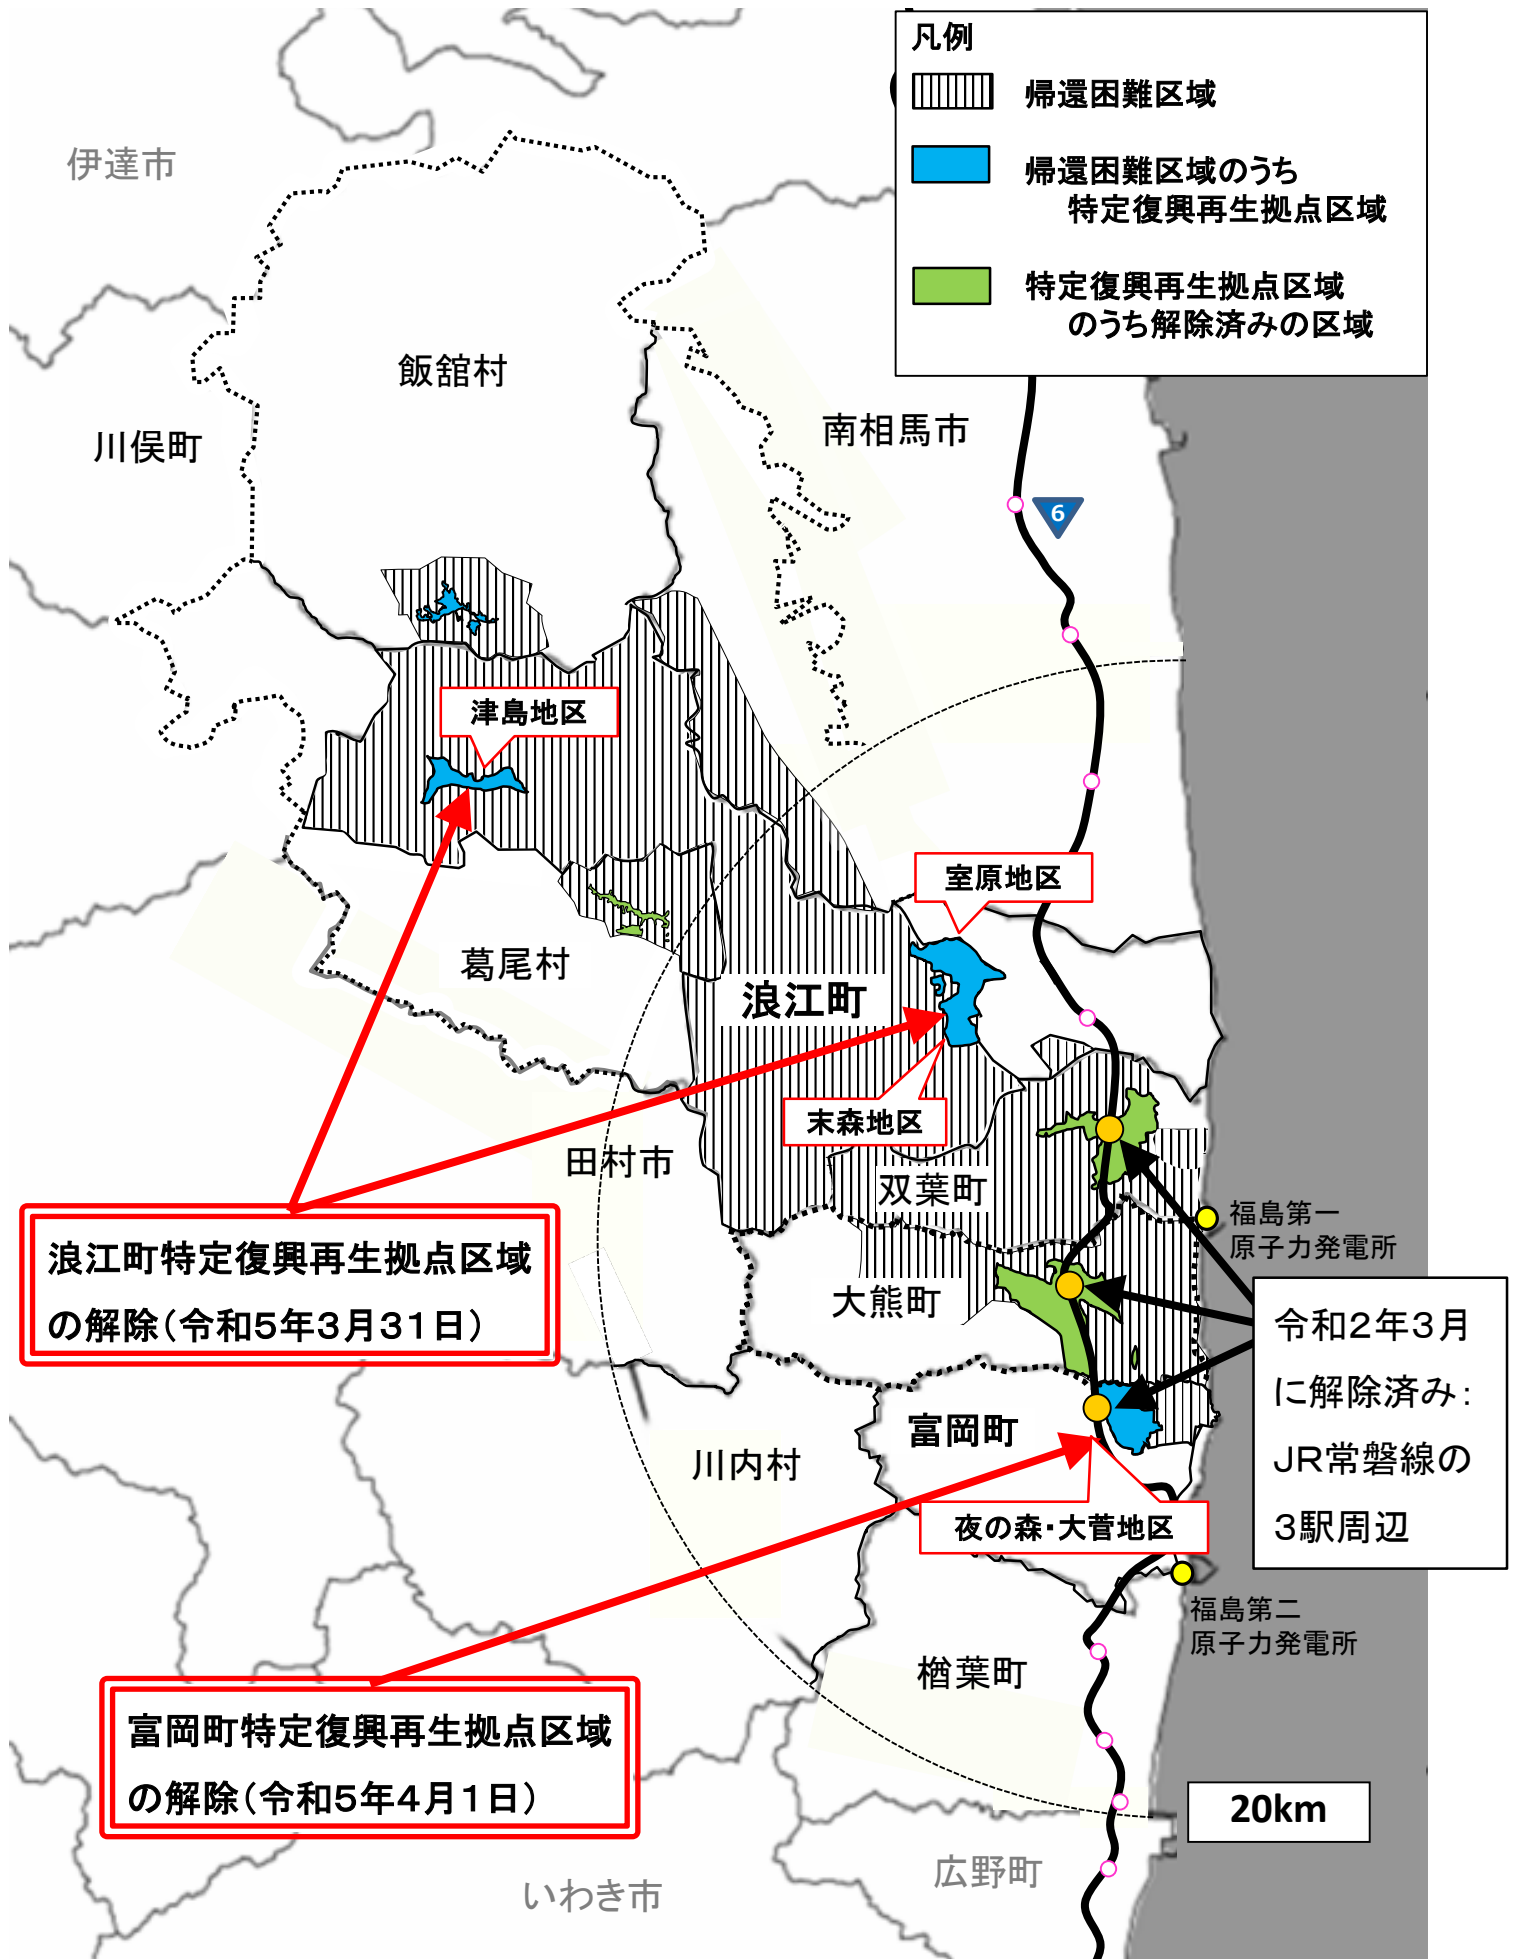 凡例
帰還困難区域
帰還困難区域のうち
特定復興再生拠点区域
特定復興再生拠点区域
のうち解除済みの区域
伊達市
飯舘村
川俣町
南相馬市
6
津島地区
室原地区
葛尾村
浪江町
末森地区
田村市
双葉町
福島第一
原子力発電所
浪江町特定復興再生拠点区域
の解除(令和5年3月31日)
大熊町
令和2年3月
に解除済み:
JR常磐線の
3駅周辺
富岡町
川内村
夜の森・大菅地区
福島第二
原子力発電所
楢葉町
富岡町特定復興再生拠点区域
の解除(令和5年4月1日)
20km
広野町
いわき市